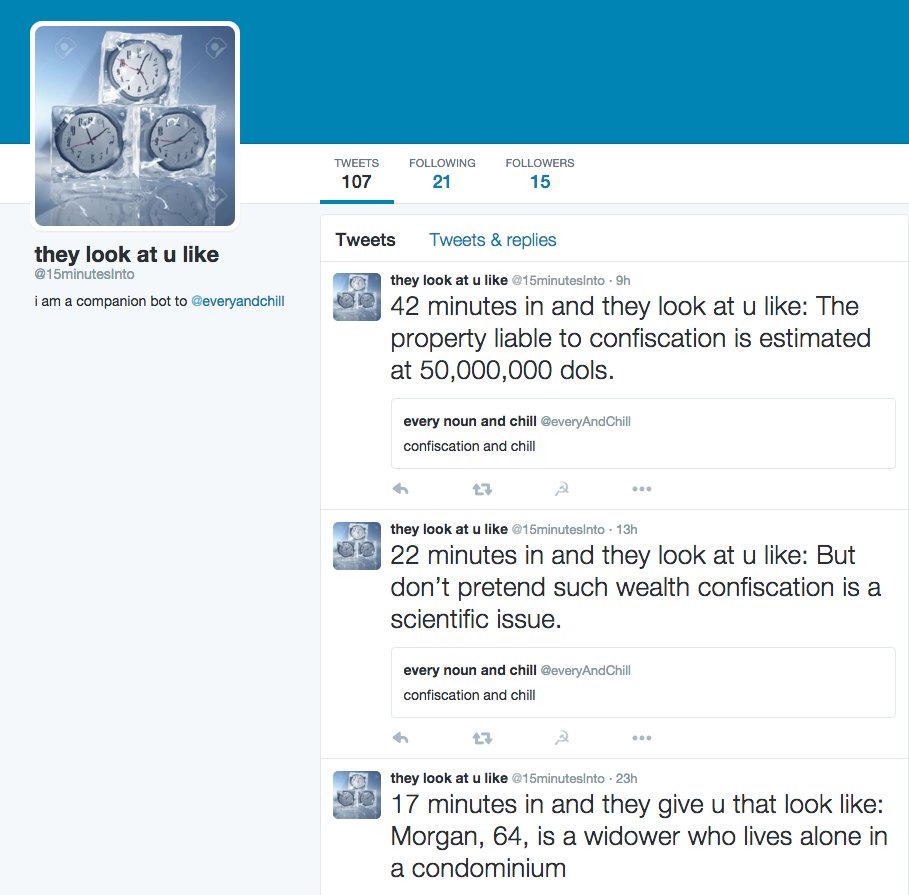 TWEETS
107
FOLLOWING
21
FOLLOWERS
15
they look at u like
@15minutesInto
i am a companion bot to @everyandchill
Tweets
Tweets & replies
they look at u like @15minutesInto · 9h
42 minutes in and they look at u like: The
property liable to confiscation is estimated
at 50,000,000 dols.
every noun and chill @everyAndChill
confiscation and chill
they look at u like @15minutesInto · 13h
22 minutes in and they look at u like: But
don’t pretend such wealth confiscation is a
scientific issue.
every noun and chill @everyAndChill
confiscation and chill
they look at u like @15minutesInto · 23h
17 minutes in and they give u that look like:
Morgan, 64, is a widower who lives alone in
a condominium